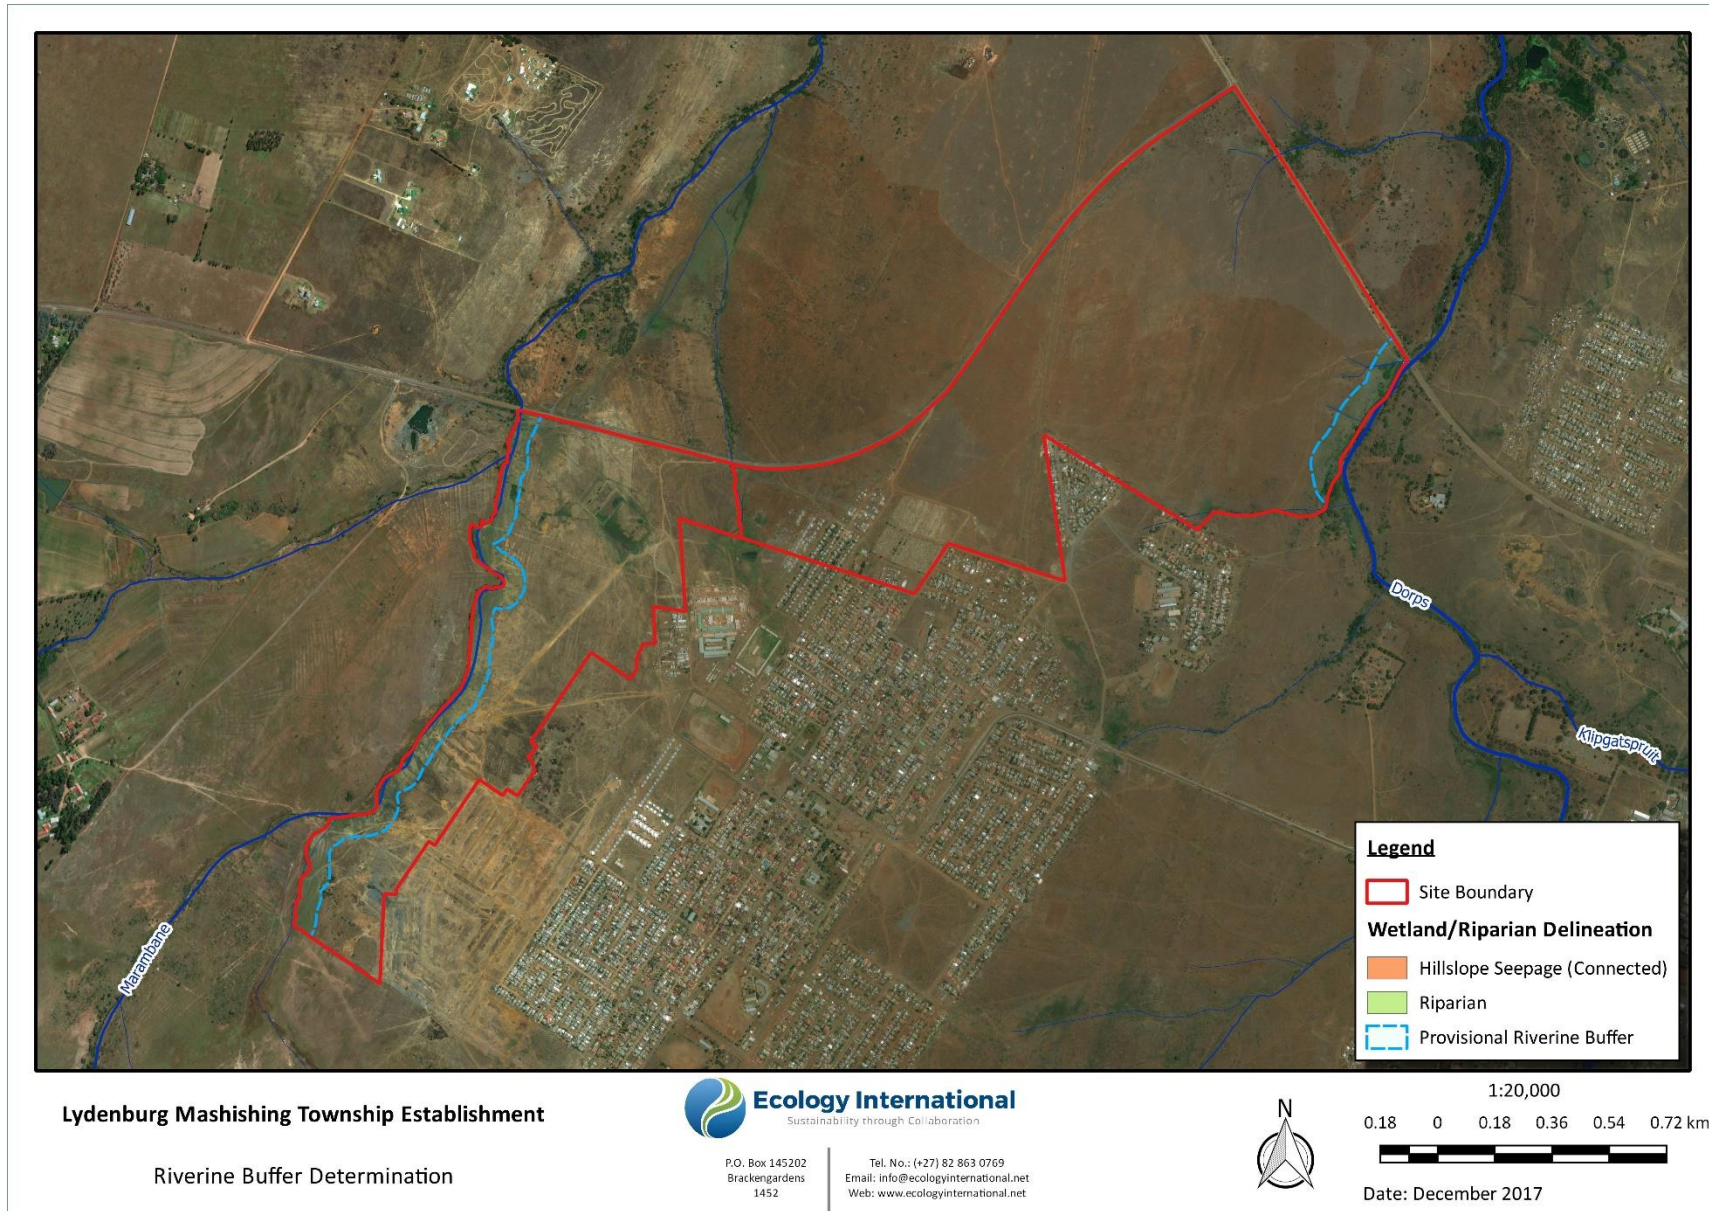 Dorps
Klipgatspruit
Marambane
Legend
Site Boundary
Wetland/Riparian Delineation
Hillslope Seepage (Connected)
Riparian
Provisional Riverine Buffer
Lydenburg Mashishing Township Establishment
Riverine Buffer Determination
Ecology International
Sustainability through Collaboration
P.O. Box 145202
Brackengardens
1452
Tel. No.: (+27) 82 863 0769
Email: info@ecologyinternational.net
Web: www.ecologyinternational.net
N
1:20,000
0.18 0 0.18 0.36 0.54 0.72 km
Date: December 2017